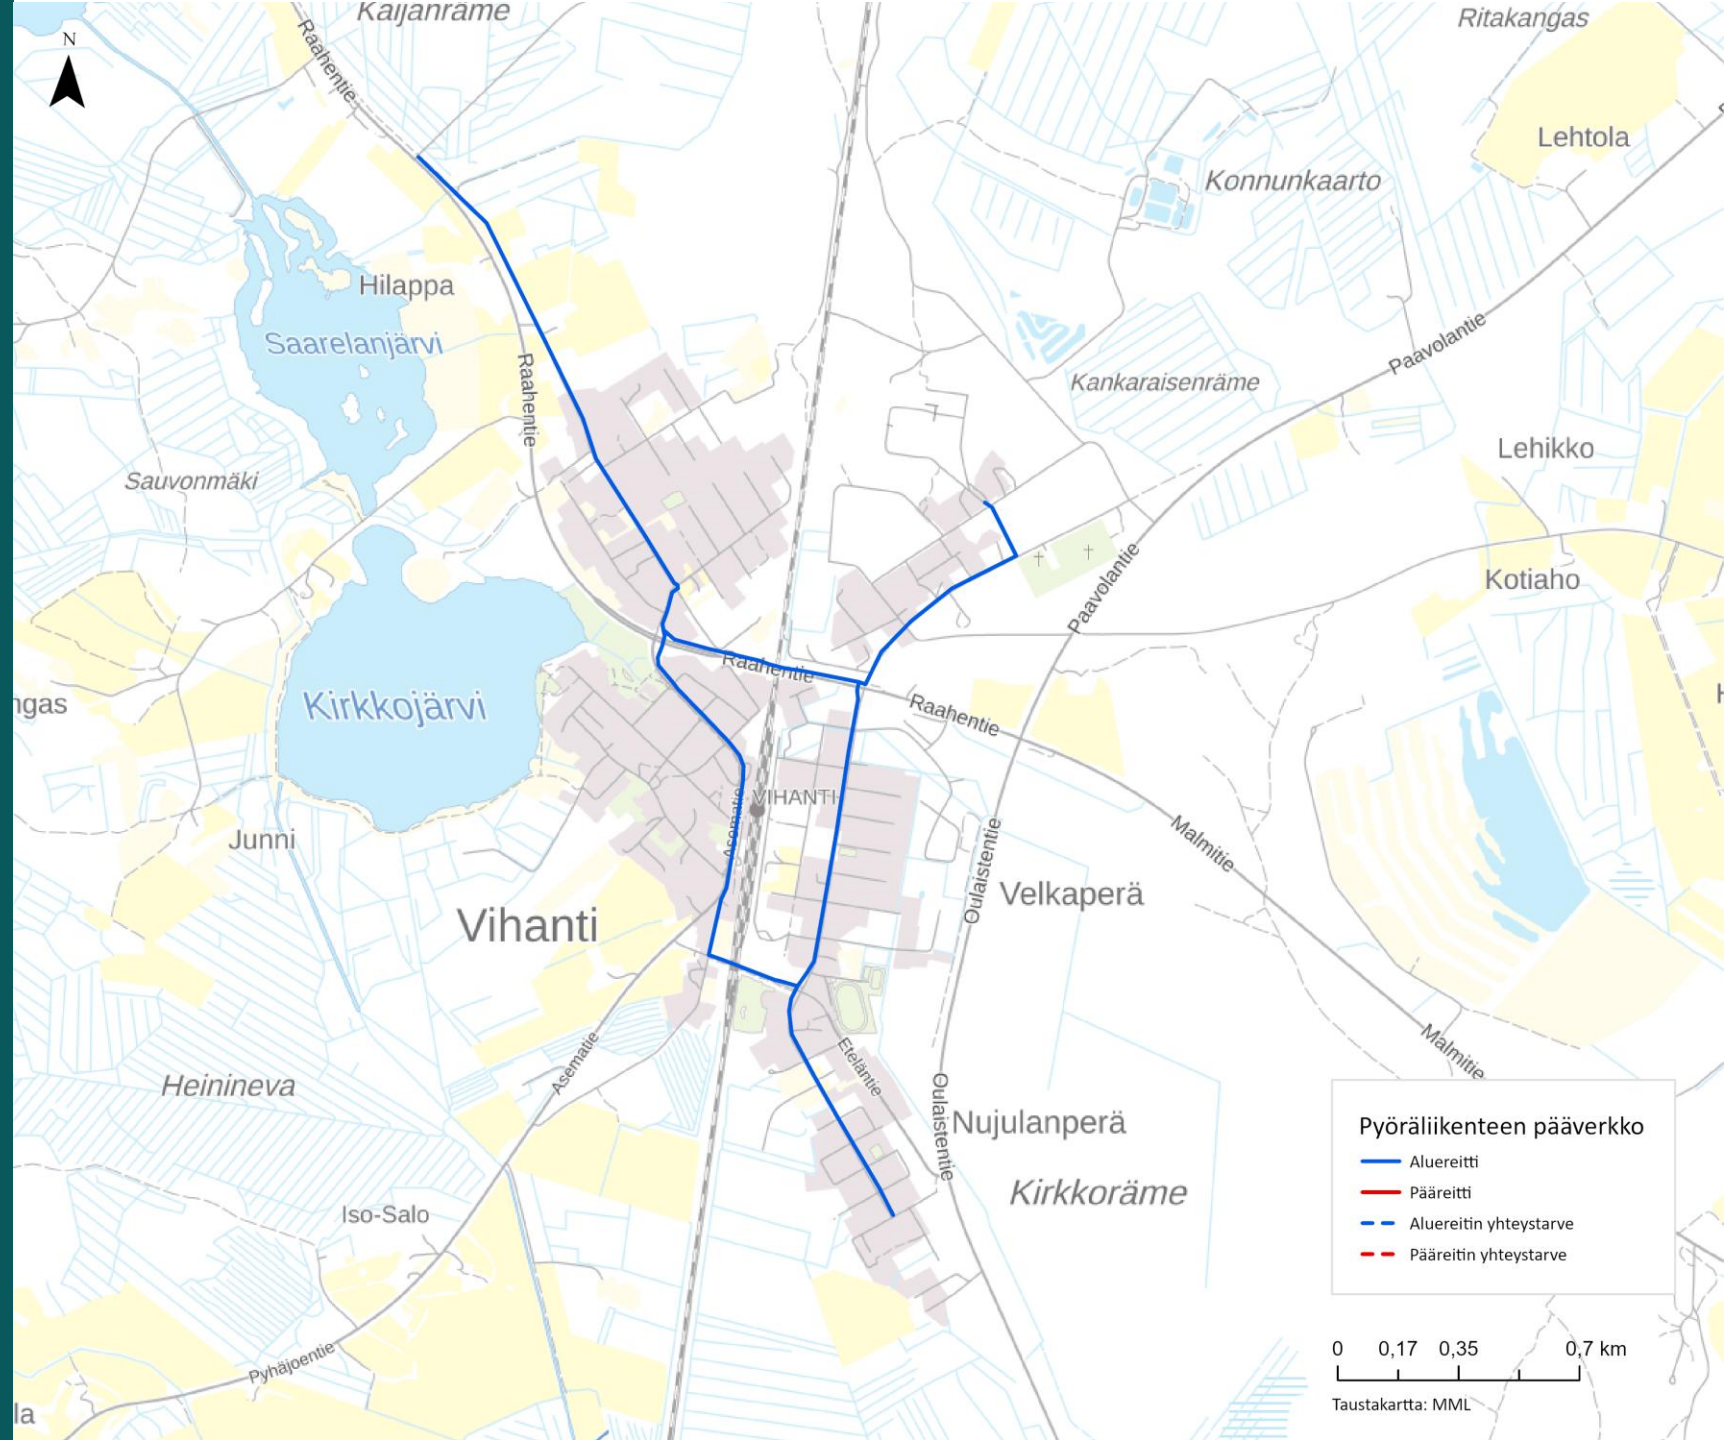 Kaijanräme
Ritakangas
N
Raahentie
Lehtola
Konnunkaarto
Hilappa
Saarelanjärvi
Paavolantie
Raahentie
Kankaraisenräme
Lehikko
Sauvonmäki
Paavolantie
Kotiaho
Raahentie
ngas
Kirkkojärvi
Raahentie
VIHANTI
Asematie
Junni
Malmitie
Oulaistentie
Velkaperä
Vihanti
Asematie
Eteläntie
Malmitie
Heinineva
Oulaistentie
Nujulanperä
Kirkkoräme
Iso-Salo
Pyhäjoentie
la
Pyöräliikenteen pääverkko
Aluereitti
Pääreitti
Aluereitin yhteystarve
Pääreitin yhteystarve
0 0,17 0,35 0,7 km
Taustakartta: MML